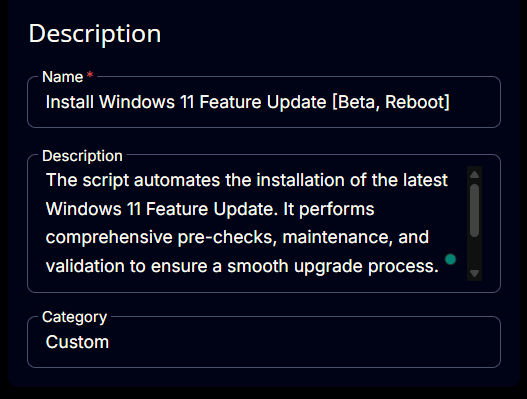 Description
Name *
Install Windows 11 Feature Update [Beta, Reboot]
Description
The script automates the installation of the latest
Windows 11 Feature Update. It performs
comprehensive pre-checks, maintenance, and
validation to ensure a smooth upgrade process.
Category
Custom